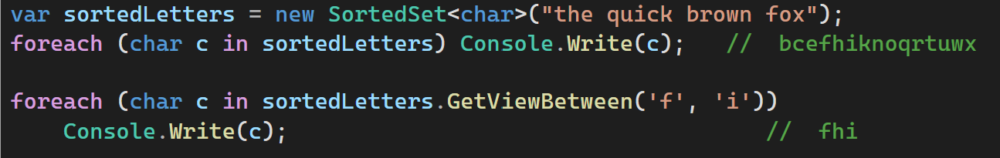 var sortedLetters = new SortedSet<char>("the quick brown fox");
foreach (char c in sortedLetters) Console.Write(c);   //  bcefhiknoqrtuwx
foreach (char c in sortedLetters.GetViewBetween('f', 'i'))
    Console.Write(c);                                     //  fhi